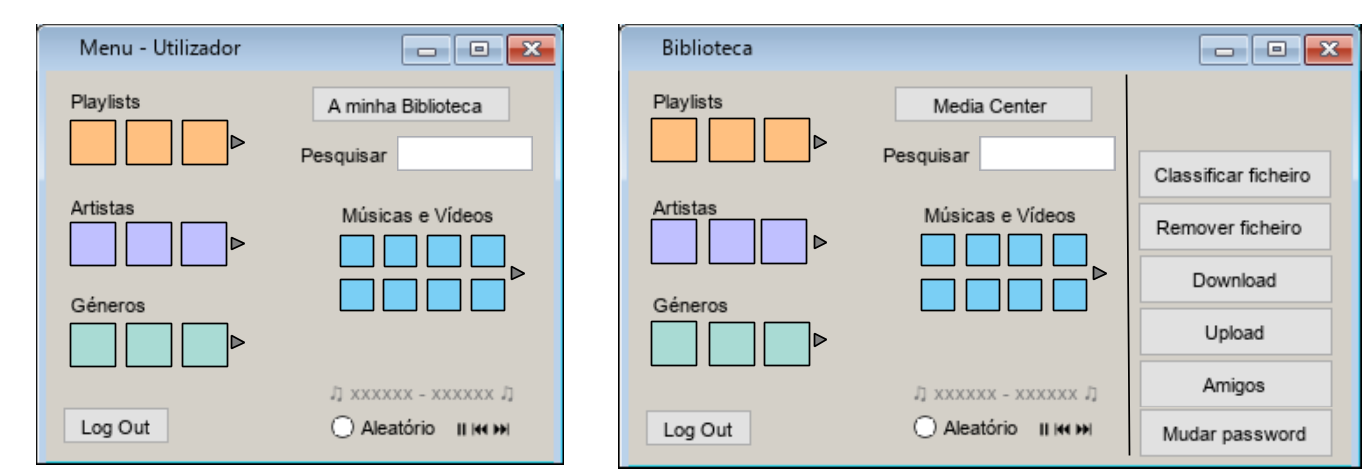 Menu - Utilizador
Playlists
A minha Biblioteca
Pesquisar
Artistas
Músicas e Vídeos
Géneros
♫ xxxxxx - xxxxxx ♫
Log Out
Aleatório
Biblioteca
Playlists
Media Center
Pesquisar
Artistas
Músicas e Vídeos
Géneros
♫ xxxxxx - xxxxxx ♫
Log Out
Aleatório
Classificar ficheiro
Remover ficheiro
Download
Upload
Amigos
Mudar password